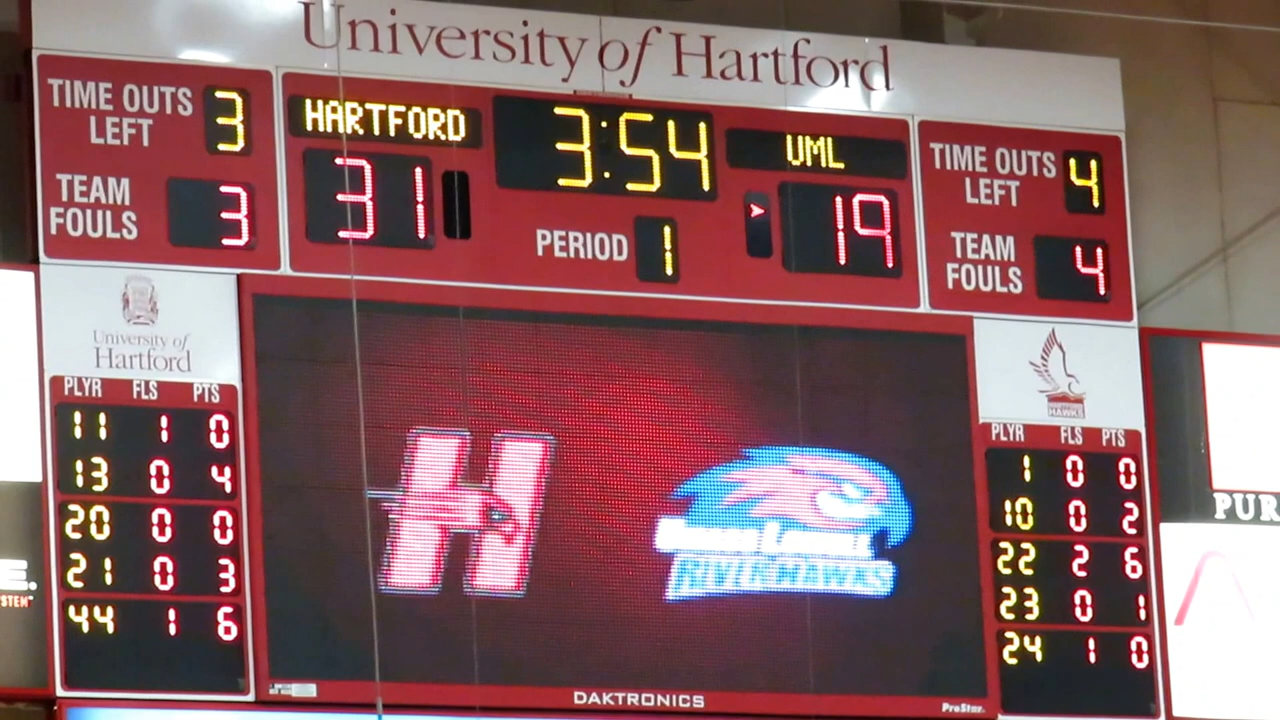 University of Hartford
TIME OUTS LEFT 3
TEAM FOULS 3
HARTFORD
31
3:54
PERIOD 1
UML
19
TIME OUTS LEFT 4
TEAM FOULS 4
University of
Hartford
PLYR FLS PTS
11 1 0
13 0 4
20 0 0
21 0 3
44 1 6
H
RIVER HAWKS
HAWKS
PLYR FLS PTS
1 0 0
10 0 2
22 2 6
23 0 1
24 1 0
DAKTRONICS
ProStar
E.
SYSTEM
PUR